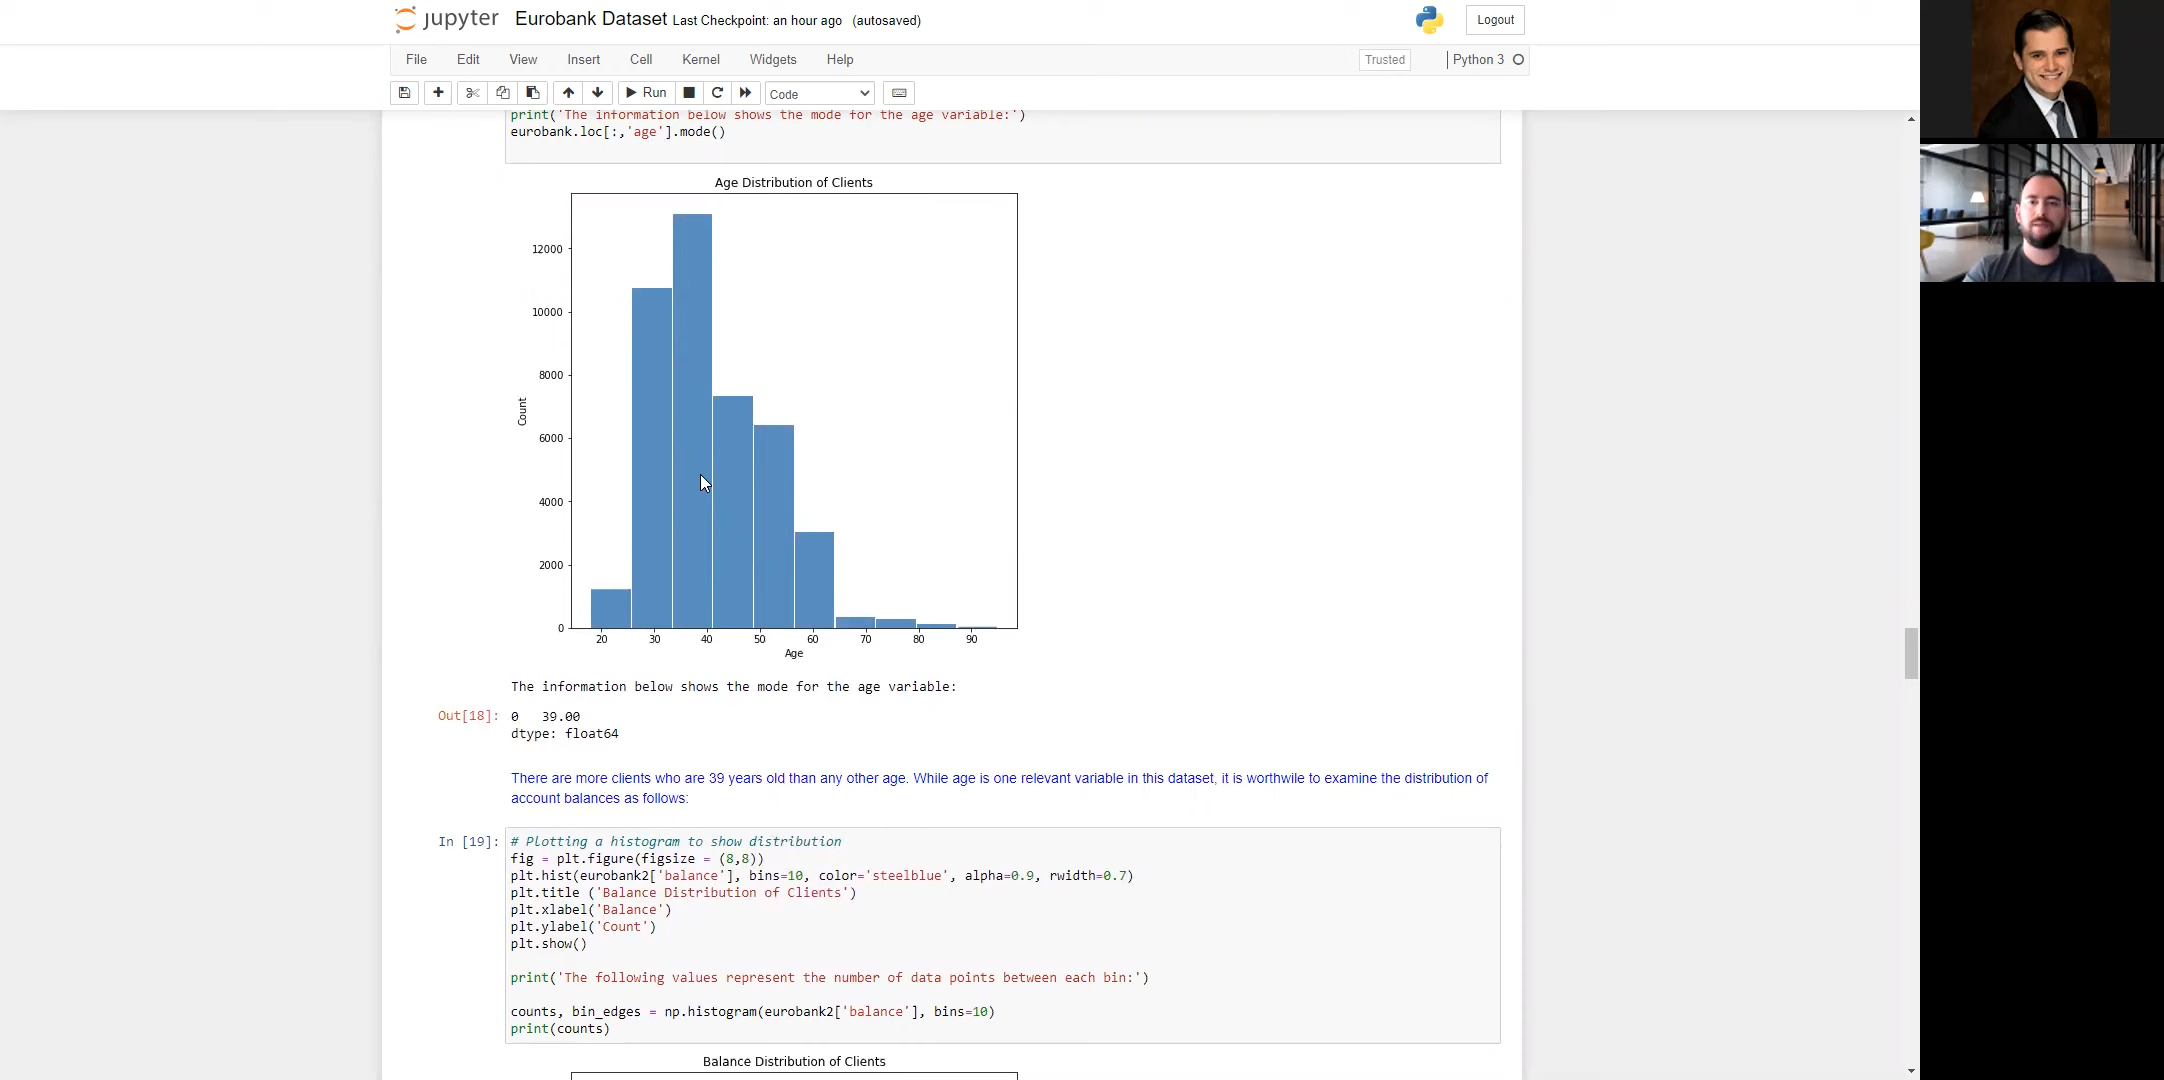 jupyter Eurobank Dataset Last Checkpoint: an hour ago (autosaved) Logout
File Edit View Insert Cell Kernel Widgets Help Trusted Python 3
Run Code
print('The information below shows the mode for the age variable:')
eurobank.loc[:,'age'].mode()
Age Distribution of Clients
12000
10000
8000
6000
4000
2000
0
Count
20 30 40 50 60 70 80 90
Age
The information below shows the mode for the age variable:
Out[18]: 0 39.00
dtype: float64
There are more clients who are 39 years old than any other age. While age is one relevant variable in this dataset, it is worthwile to examine the distribution of
account balances as follows:
In [19]: # Plotting a histogram to show distribution
fig = plt.figure(figsize = (8,8))
plt.hist(eurobank2['balance'], bins=10, color='steelblue', alpha=0.9, rwidth=0.7)
plt.title ('Balance Distribution of Clients')
plt.xlabel('Balance')
plt.ylabel('Count')
plt.show()
print('The following values represent the number of data points between each bin:')
counts, bin_edges = np.histogram(eurobank2['balance'], bins=10)
print(counts)
Balance Distribution of Clients